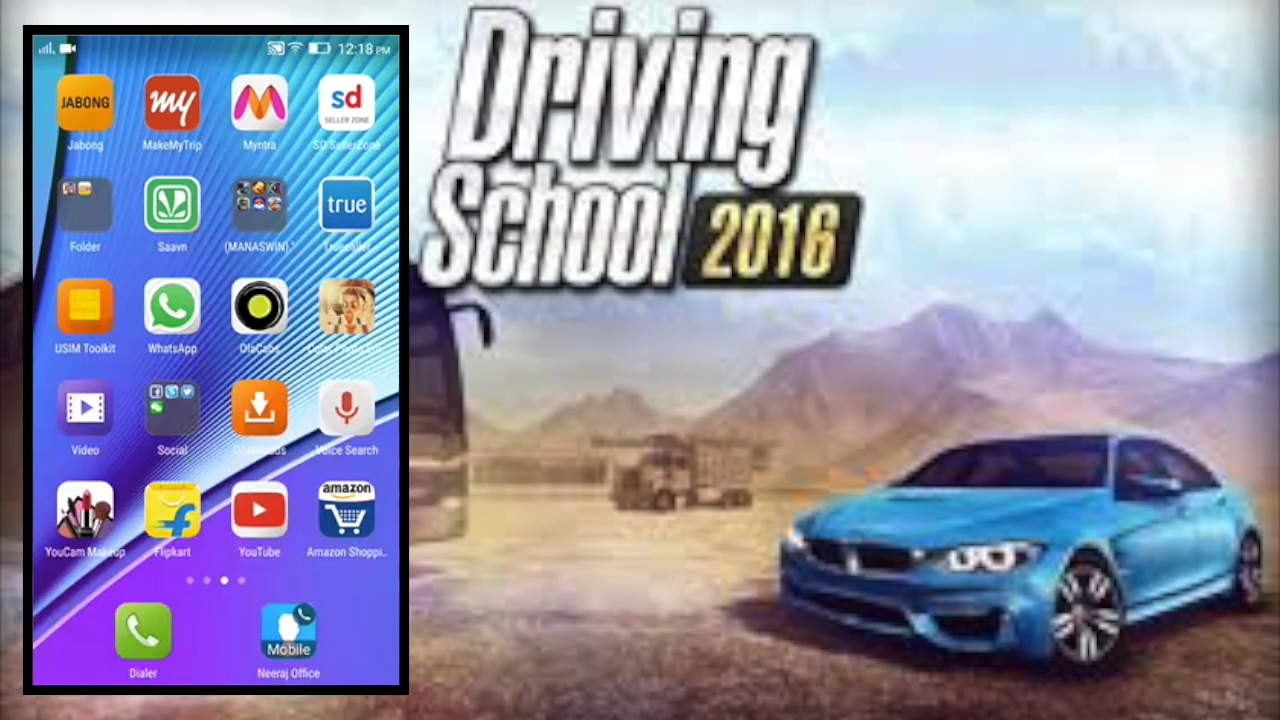 12:18 PM
JABONG
my
sd
SELLER ZONE
Jabong
MakeMyTrip
Myntra
SD SellerZone
true
Folder
Saavn
(MANASWIN)
Truecaller
USIM Toolkit
WhatsApp
OlaCabs
Video
Social
Downloads
Voice Search
amazon
YouCam Makeup
Flipkart
YouTube
Amazon Shoppi..
Mobile
Dialer
Neeraj Office
Driving
School
2016